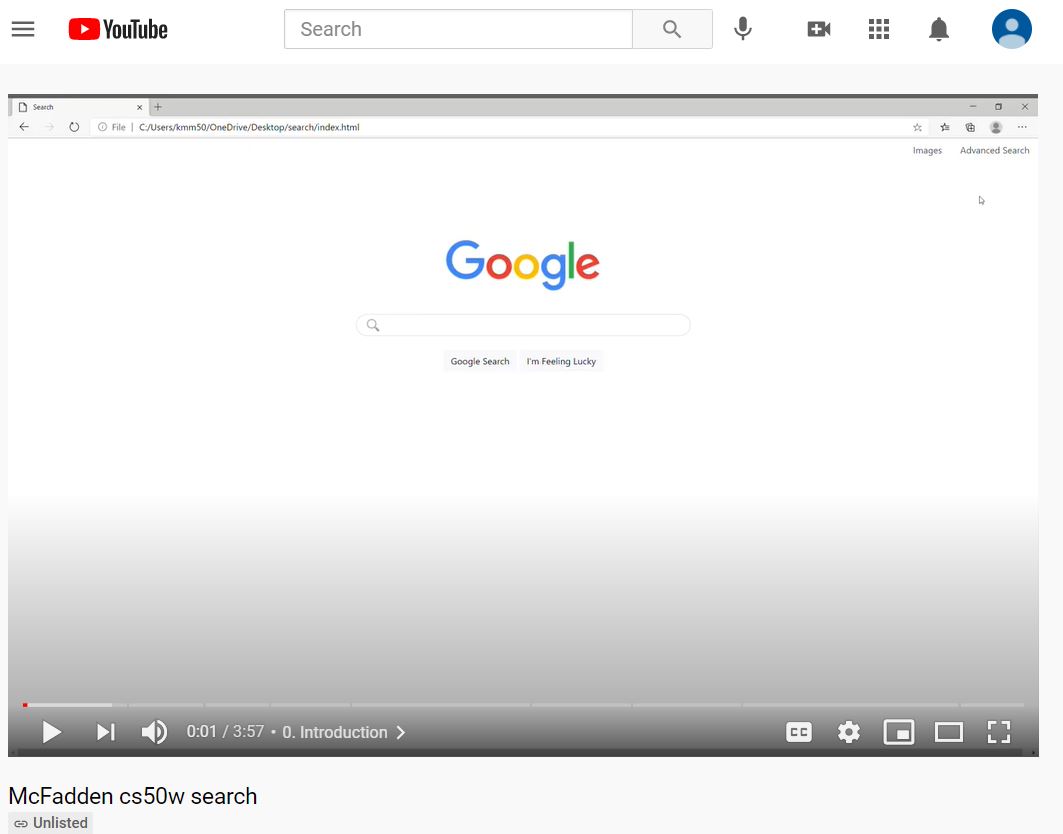 YouTube
Search
Search
File | C:/Users/kmm50/OneDrive/Desktop/search/index.html
Images Advanced Search
Google
Google Search I'm Feeling Lucky
0:01 / 3:57 • 0. Introduction
CC
McFadden cs50w search
Unlisted